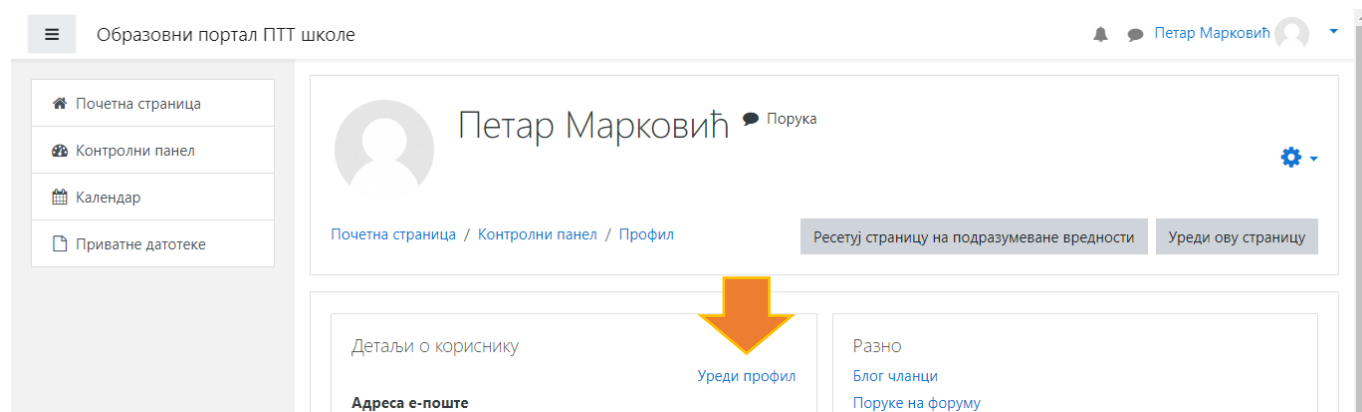 Образовни портал ПТТ школе
Петар Марковић
Почетна страница
Контролни панел
Календар
Приватне датотеке
Петар Марковић Порука
Почетна страница / Контролни панел / Профил
Ресетуј страницу на подразумеване вредности
Уреди ову страницу
Детаљи о кориснику
Уреди профил
Адреса е-поште
Разно
Блог чланци
Поруке на форуму